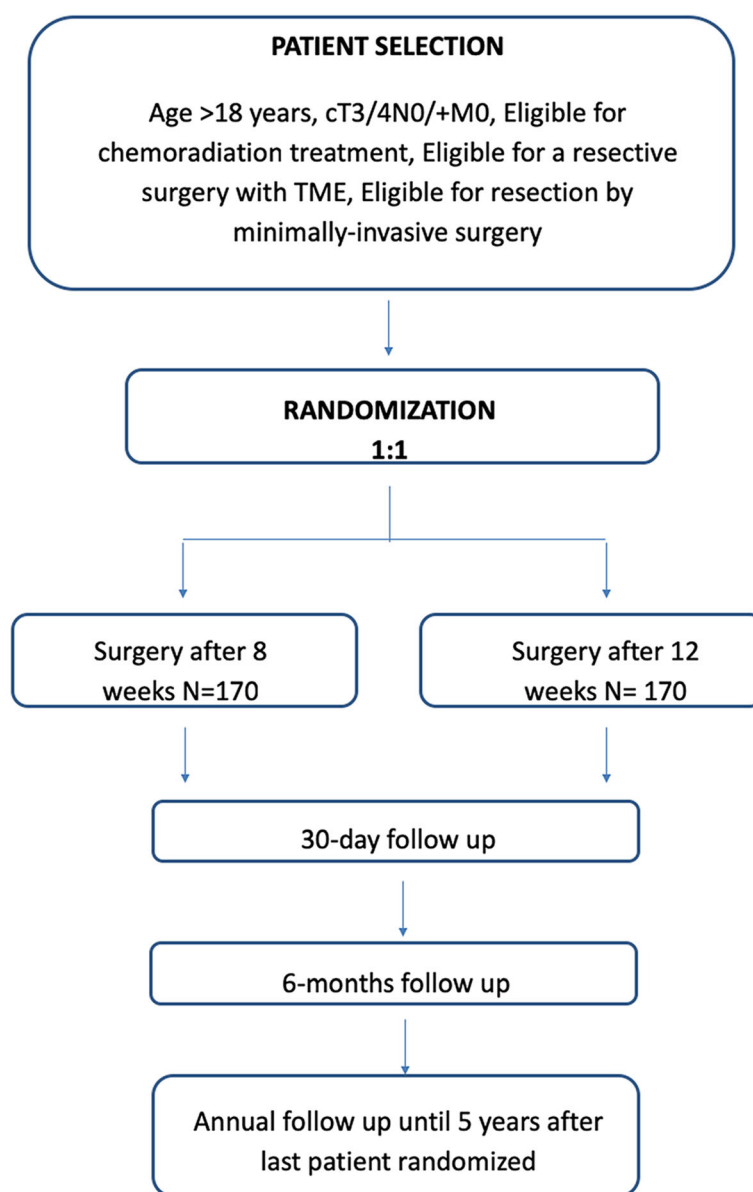 PATIENT SELECTION
Age >18 years, cT3/4N0/+M0, Eligible for
chemoradiation treatment, Eligible for a resective
surgery with TME, Eligible for resection by
minimally-invasive surgery
RANDOMIZATION
1:1
Surgery after 8
weeks N=170
Surgery after 12
weeks N= 170
30-day follow up
6-months follow up
Annual follow up until 5 years after
last patient randomized